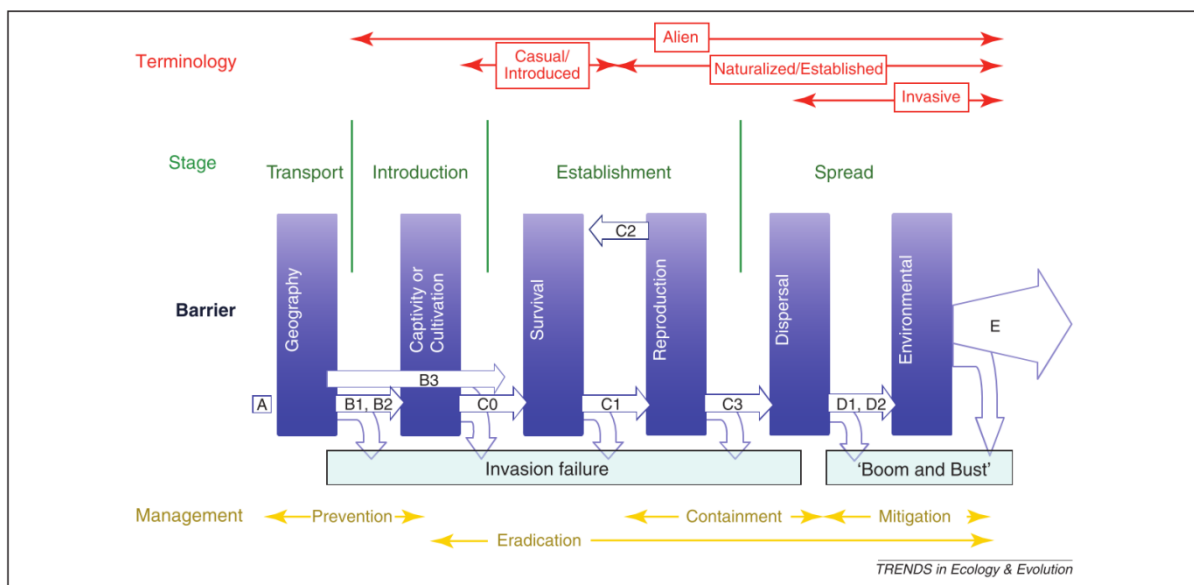 Alien
Terminology
Casual/
Introduced
Naturalized/Established
Invasive
Stage
Transport
Introduction
Establishment
Spread
C2
Barrier
Geography
Captivity or
Cultivation
Survival
Reproduction
Dispersal
Environmental
E
B3
A
B1, B2
C0
C1
C3
D1, D2
Invasion failure
'Boom and Bust'
Management
Prevention
Containment
Mitigation
Eradication
TRENDS in Ecology & Evolution